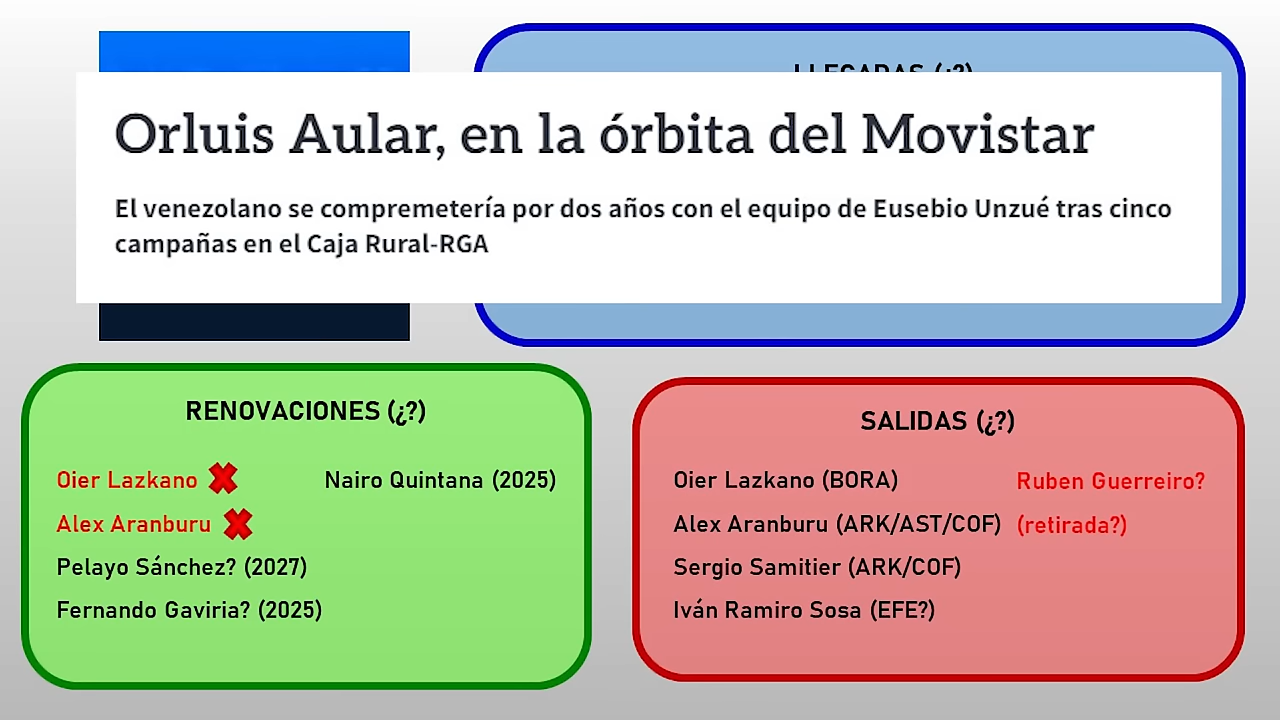 LLEGADAS (¿?)
Orluis Aular, en la órbita del Movistar
El venezolano se compremetería por dos años con el equipo de Eusebio Unzué tras cinco
campañas en el Caja Rural-RGA
RENOVACIONES (¿?)
Oier Lazkano
Nairo Quintana (2025)
Alex Aranburu
Pelayo Sánchez? (2027)
Fernando Gaviria? (2025)
SALIDAS (¿?)
Oier Lazkano (BORA)
Ruben Guerreiro?
Alex Aranburu (ARK/AST/COF)
(retirada?)
Sergio Samitier (ARK/COF)
Iván Ramiro Sosa (EFE?)